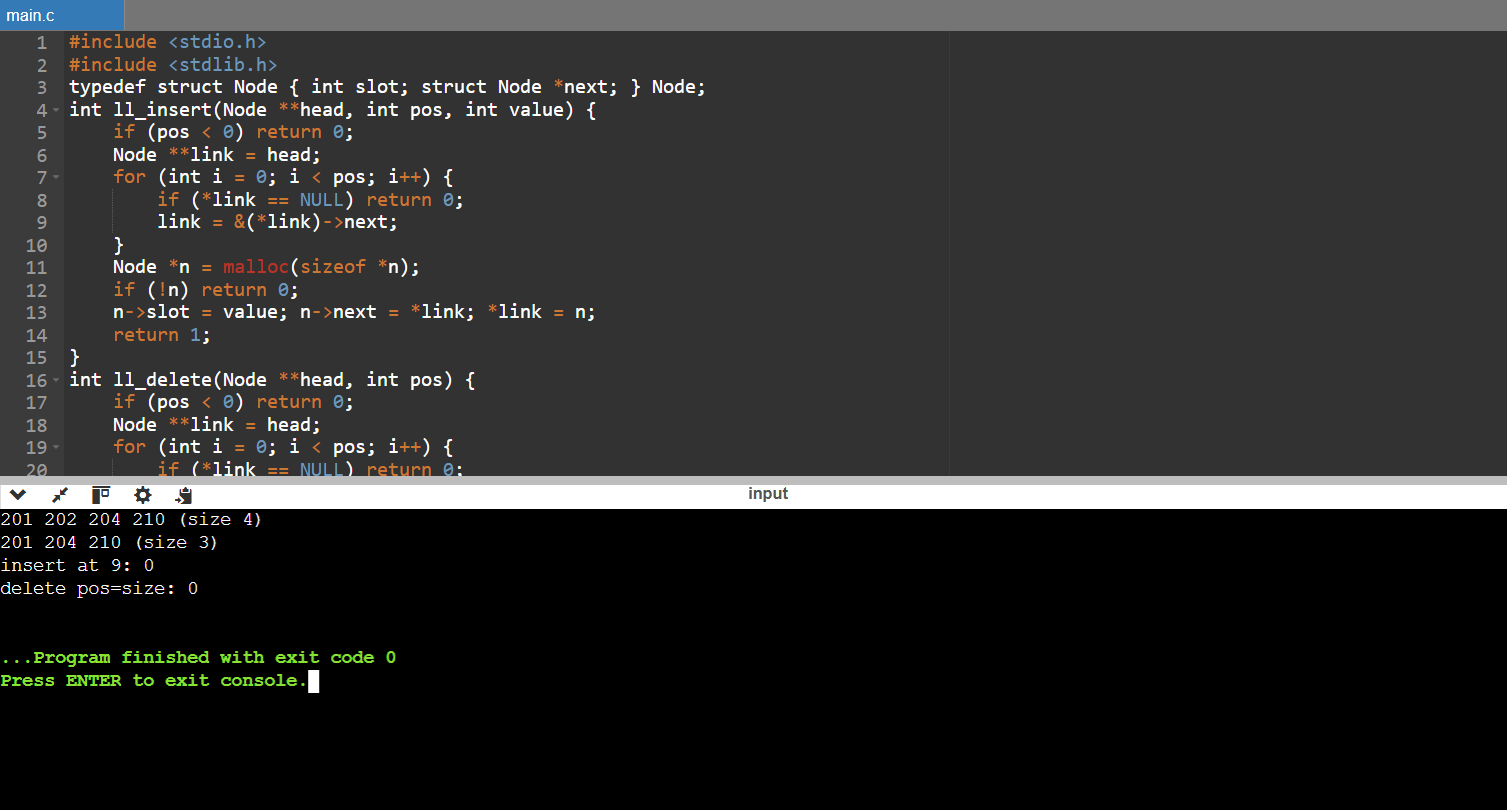 main.c
1 #include <stdio.h>
2 #include <stdlib.h>
3 typedef struct Node { int slot; struct Node *next; } Node;
4 int ll_insert(Node **head, int pos, int value) {
5     if (pos < 0) return 0;
6     Node **link = head;
7     for (int i = 0; i < pos; i++) {
8         if (*link == NULL) return 0;
9         link = &(*link)->next;
10     }
11     Node *n = malloc(sizeof *n);
12     if (!n) return 0;
13     n->slot = value; n->next = *link; *link = n;
14     return 1;
15 }
16 int ll_delete(Node **head, int pos) {
17     if (pos < 0) return 0;
18     Node **link = head;
19     for (int i = 0; i < pos; i++) {
20         if (*link == NULL) return 0;
input
201 202 204 210 (size 4)
201 204 210 (size 3)
insert at 9: 0
delete pos=size: 0
...Program finished with exit code 0
Press ENTER to exit console.